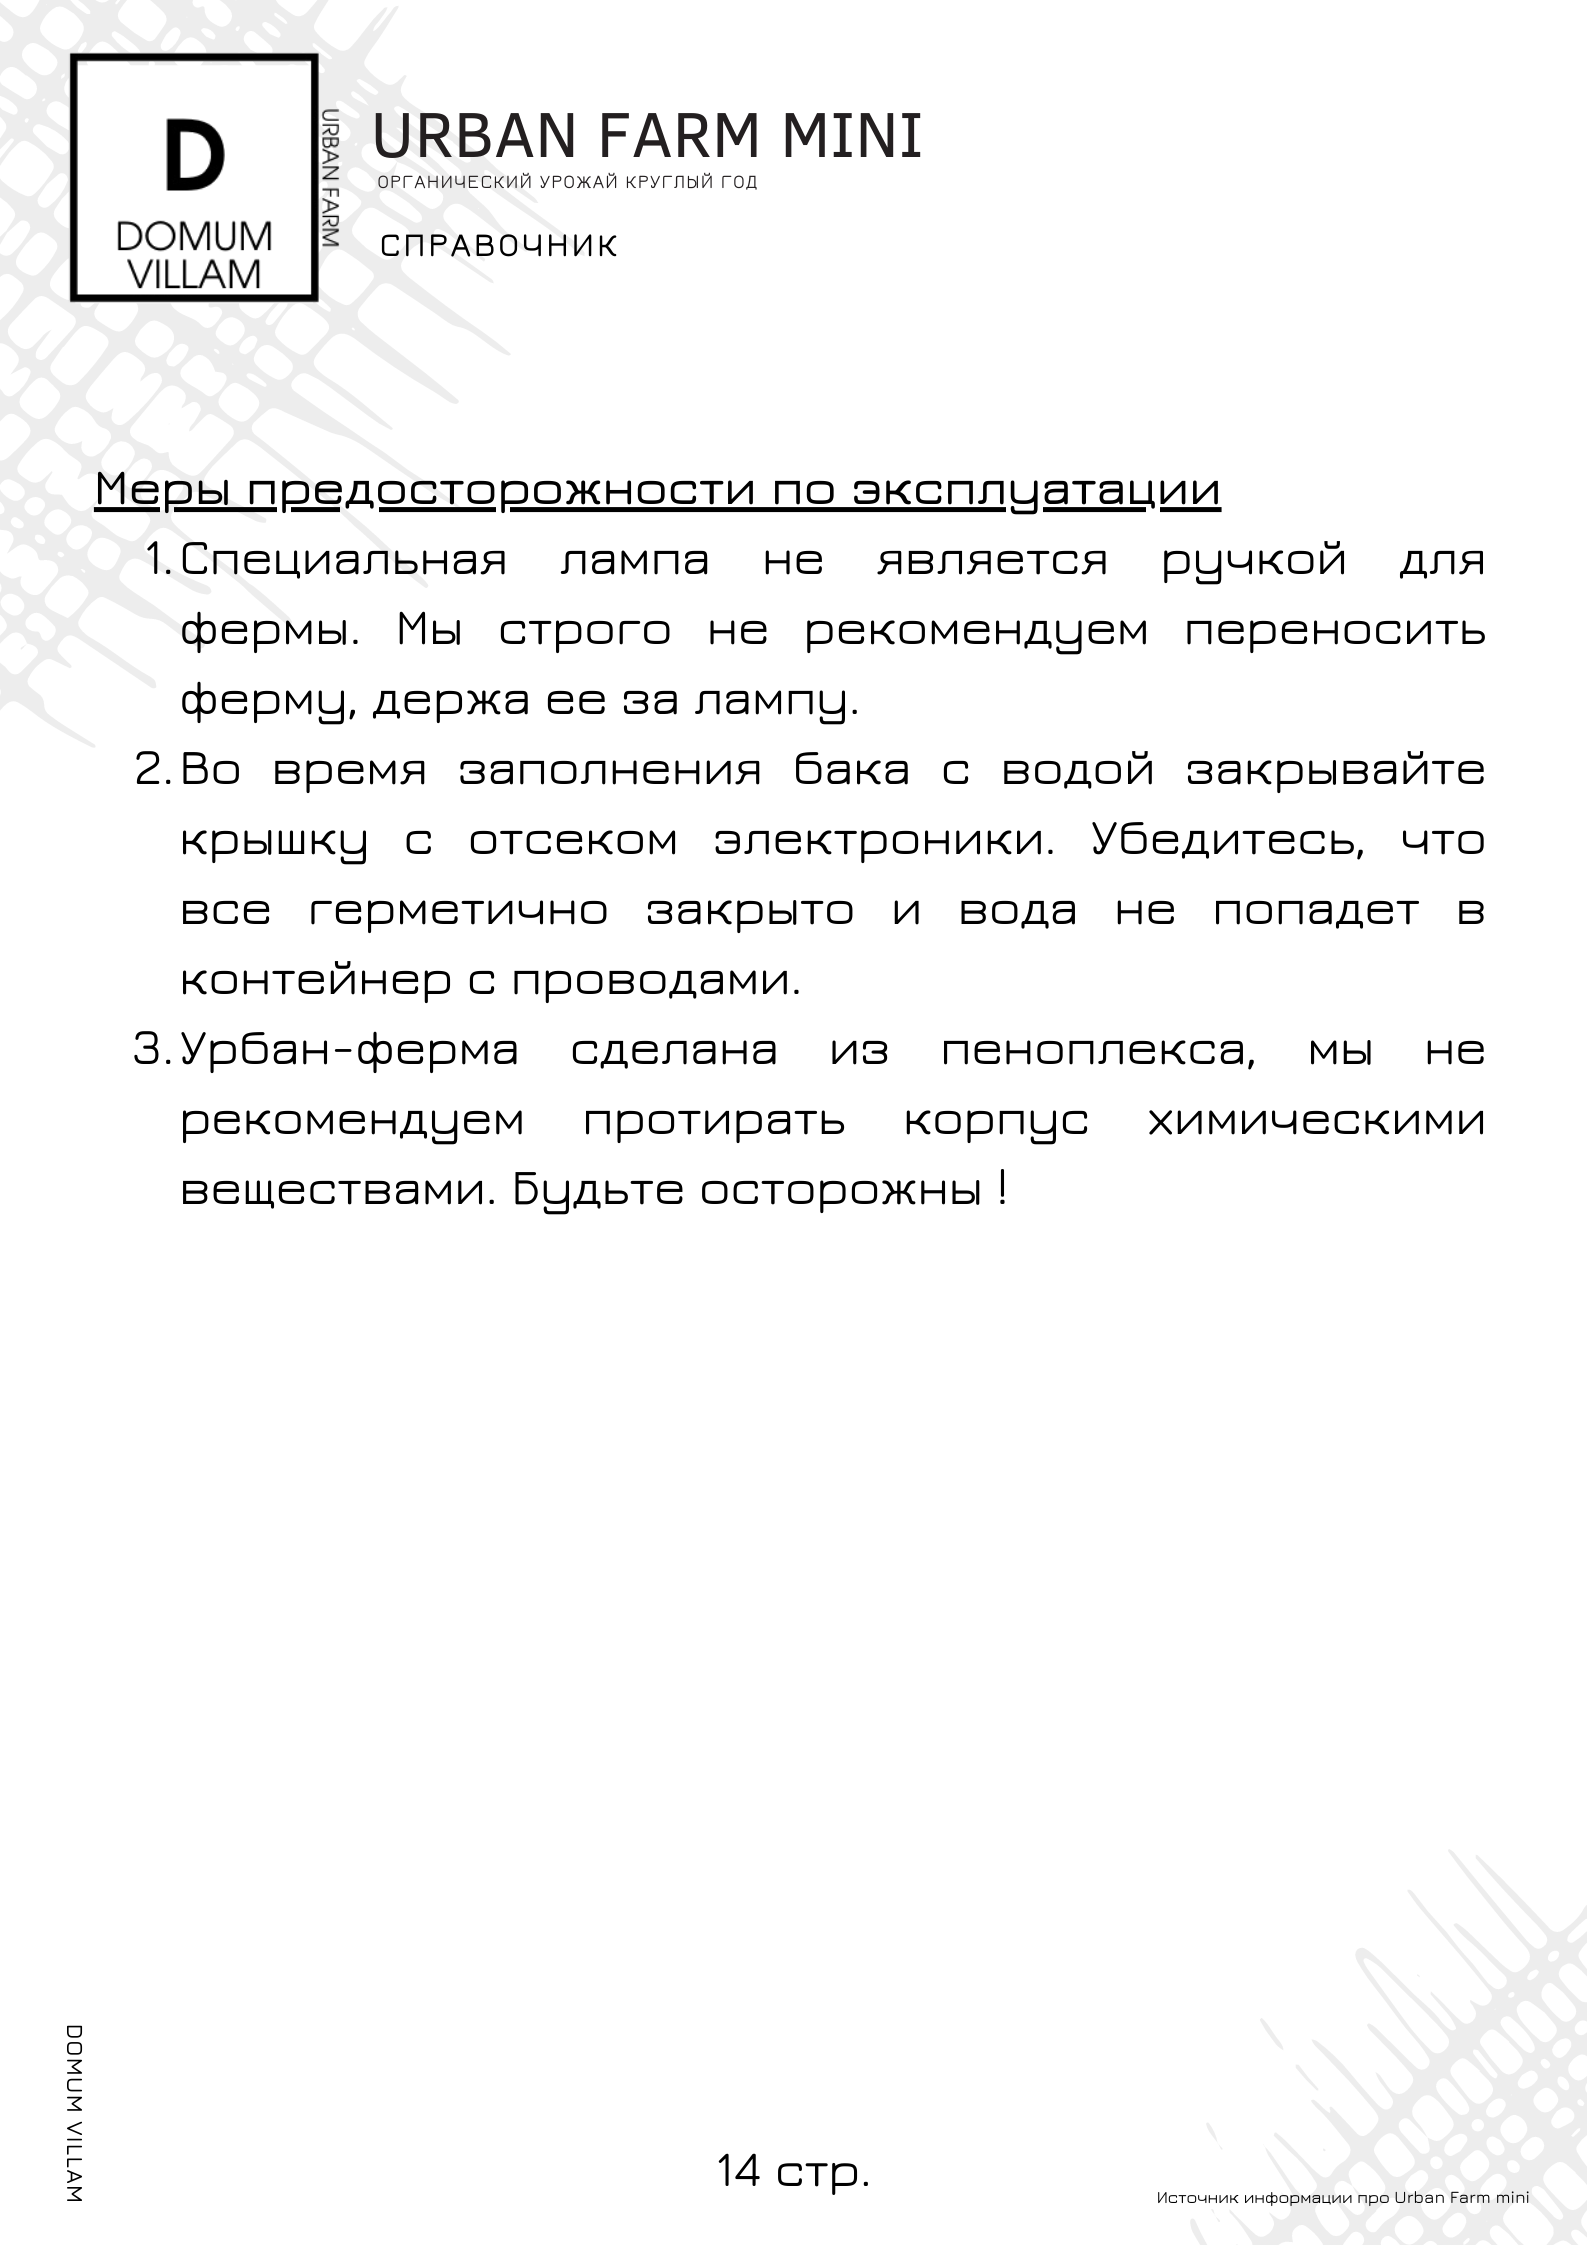 D
DOMUM
VILLAM
URBAN FARM
URBAN FARM MINI
ОРГАНИЧЕСКИЙ УРОЖАЙ КРУГЛЫЙ ГОД
СПРАВОЧНИК
Меры предосторожности по эксплуатации
1. Специальная лампа не является ручкой для
фермы. Мы строго не рекомендуем переносить
ферму, держа ее за лампу.
2. Во время заполнения бака с водой закрывайте
крышку с отсеком электроники. Убедитесь, что
все герметично закрыто и вода не попадет в
контейнер с проводами.
3. Урбан-ферма сделана из пеноплекса, мы не
рекомендуем протирать корпус химическими
веществами. Будьте осторожны !
DOMUM VILLAM
14 стр.
Источник информации про Urban Farm mini